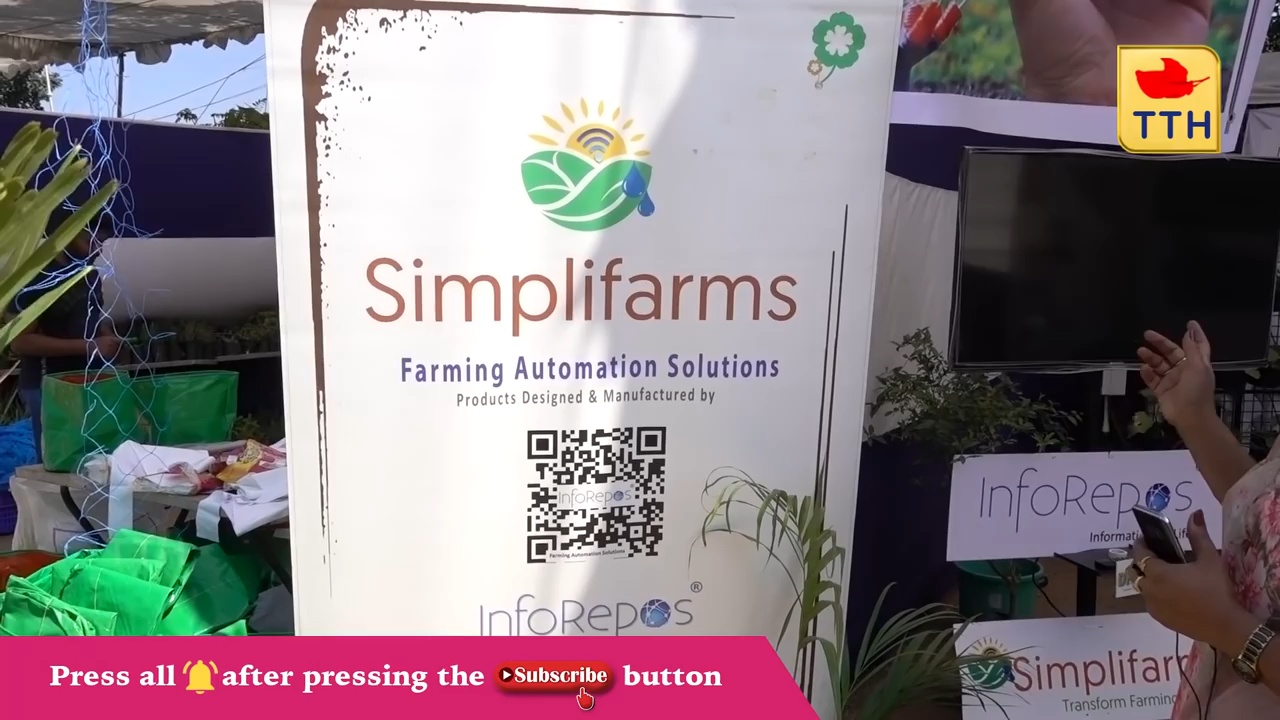 TTH
Simplifarms
Farming Automation Solutions
Products Designed & Manufactured by
InfoRepos
Farming Automation Solutions
InfoRepos®
InfoRepos
Simplifarm
Transform Farming
Press all after pressing the Subscribe button